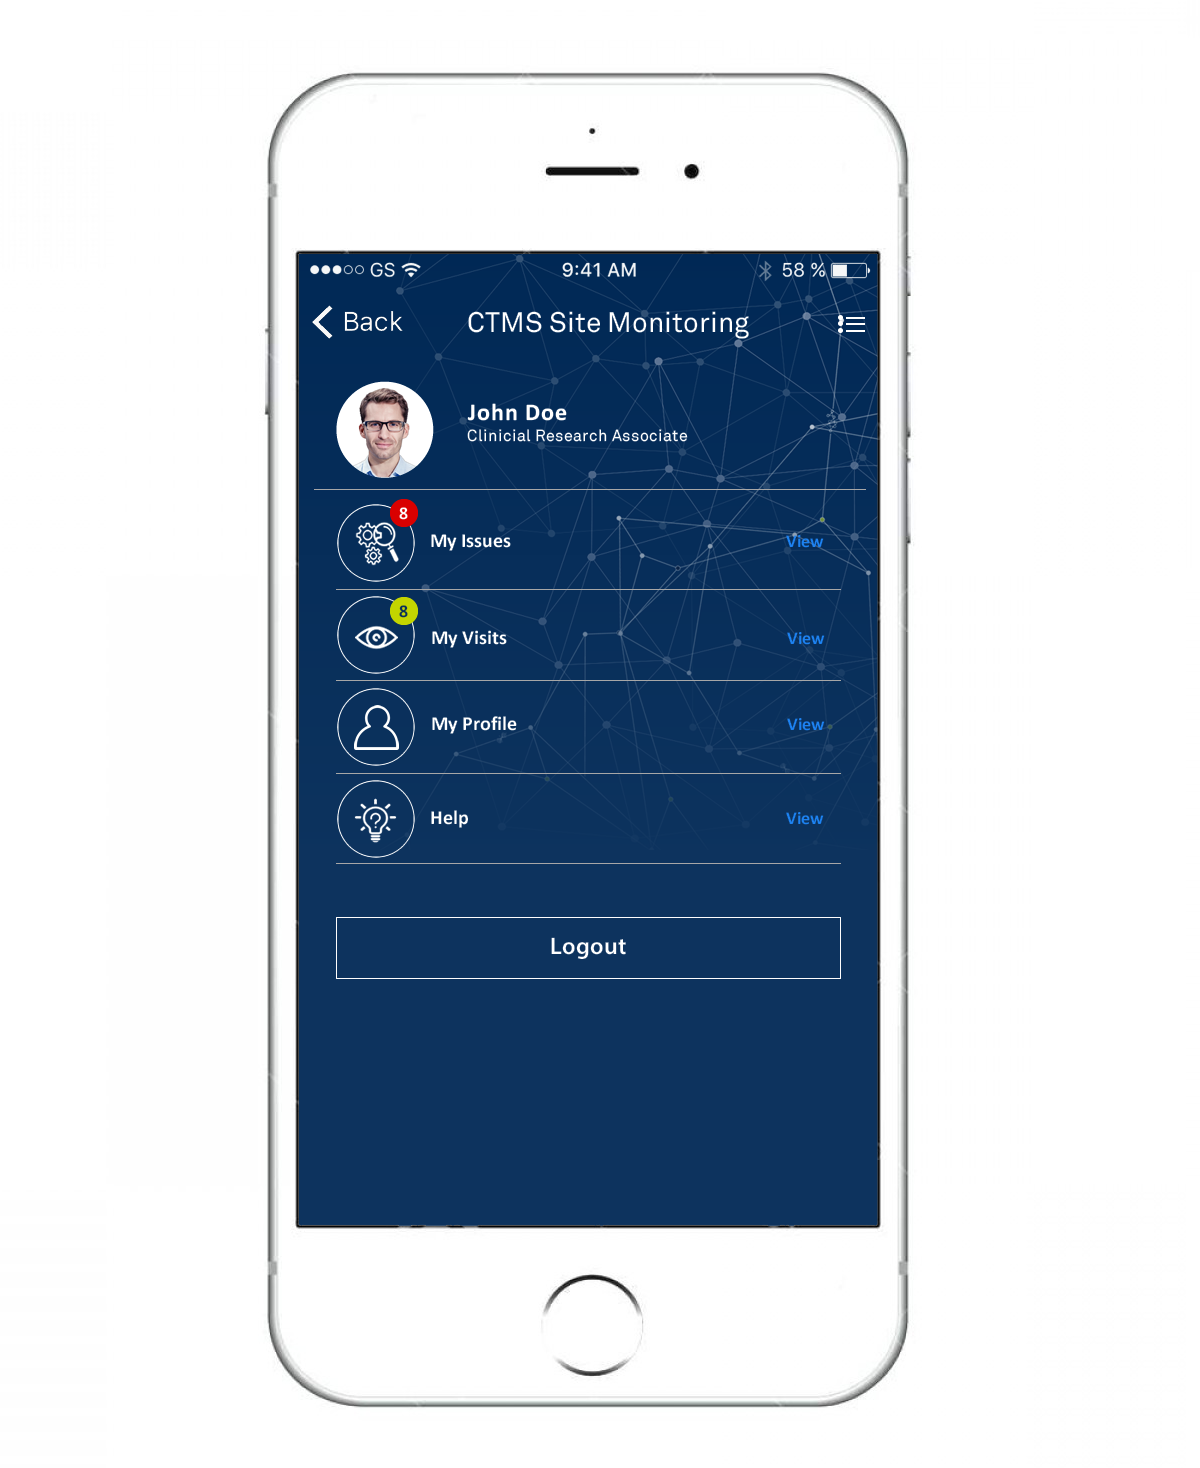 GS 9:41 AM 58 %
Back CTMS Site Monitoring
John Doe
Clinicial Research Associate
8
My Issues View
8
My Visits View
My Profile View
? Help View
Logout